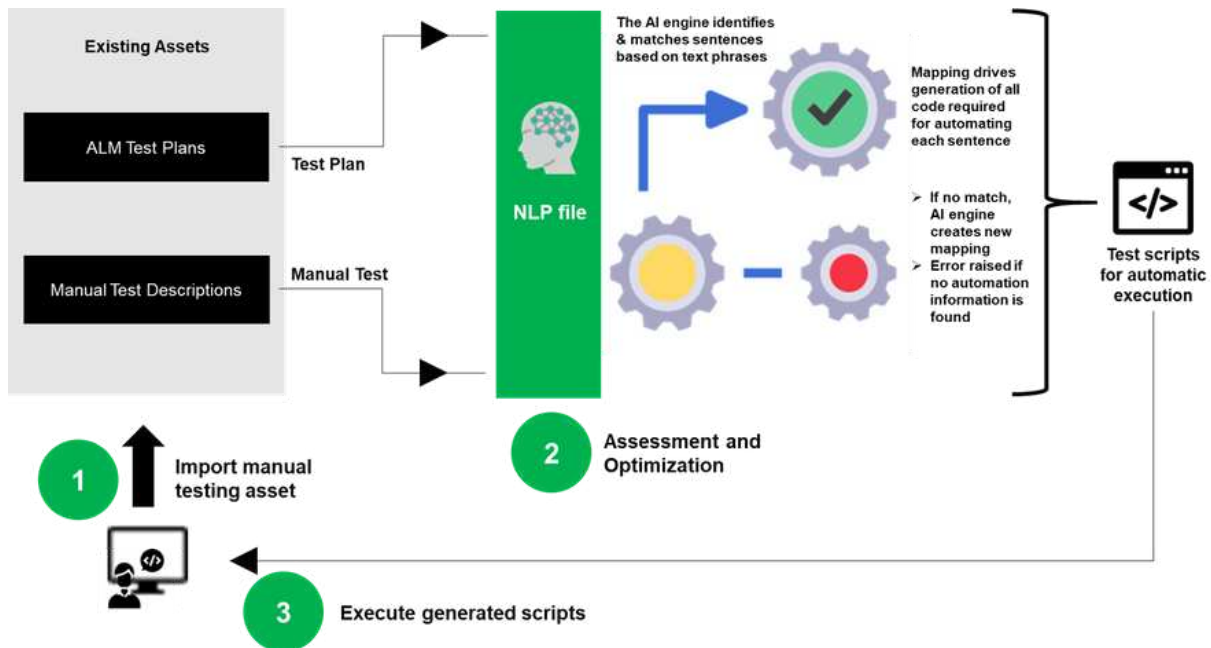 Existing Assets
ALM Test Plans
Test Plan
Manual Test Descriptions
Manual Test
NLP file
The AI engine identifies
& matches sentences
based on text phrases
Mapping drives
generation of all
code required
for automating
each sentence
➢ If no match,
AI engine
creates new
mapping
➢ Error raised if
no automation
information is
found
</>
Test scripts
for automatic
execution
1
Import manual
testing asset
</>
2
Assessment and
Optimization
3
Execute generated scripts